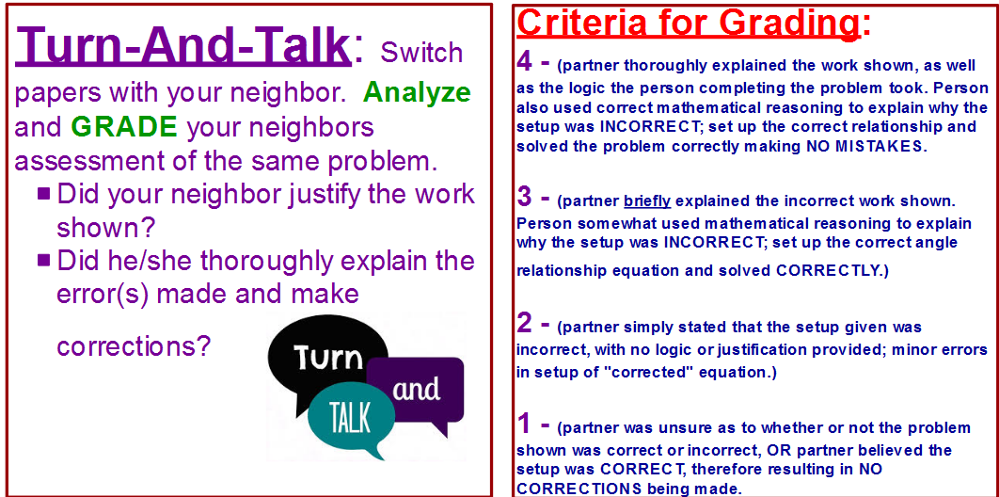 Turn-And-Talk: Switch
papers with your neighbor. Analyze
and GRADE your neighbors
assessment of the same problem.
Did your neighbor justify the work
shown?
Did he/she thoroughly explain the
error(s) made and make
corrections?
Turn
and
TALK
Criteria for Grading:
4 - (partner thoroughly explained the work shown, as well
as the logic the person completing the problem took. Person
also used correct mathematical reasoning to explain why the
setup was INCORRECT; set up the correct relationship and
solved the problem correctly making NO MISTAKES.
3 - (partner briefly explained the incorrect work shown.
Person somewhat used mathematical reasoning to explain
why the setup was INCORRECT; set up the correct angle
relationship equation and solved CORRECTLY.)
2 - (partner simply stated that the setup given was
incorrect, with no logic or justification provided; minor errors
in setup of "corrected" equation.)
1 - (partner was unsure as to whether or not the problem
shown was correct or incorrect, OR partner believed the
setup was CORRECT, therefore resulting in NO
CORRECTIONS being made.